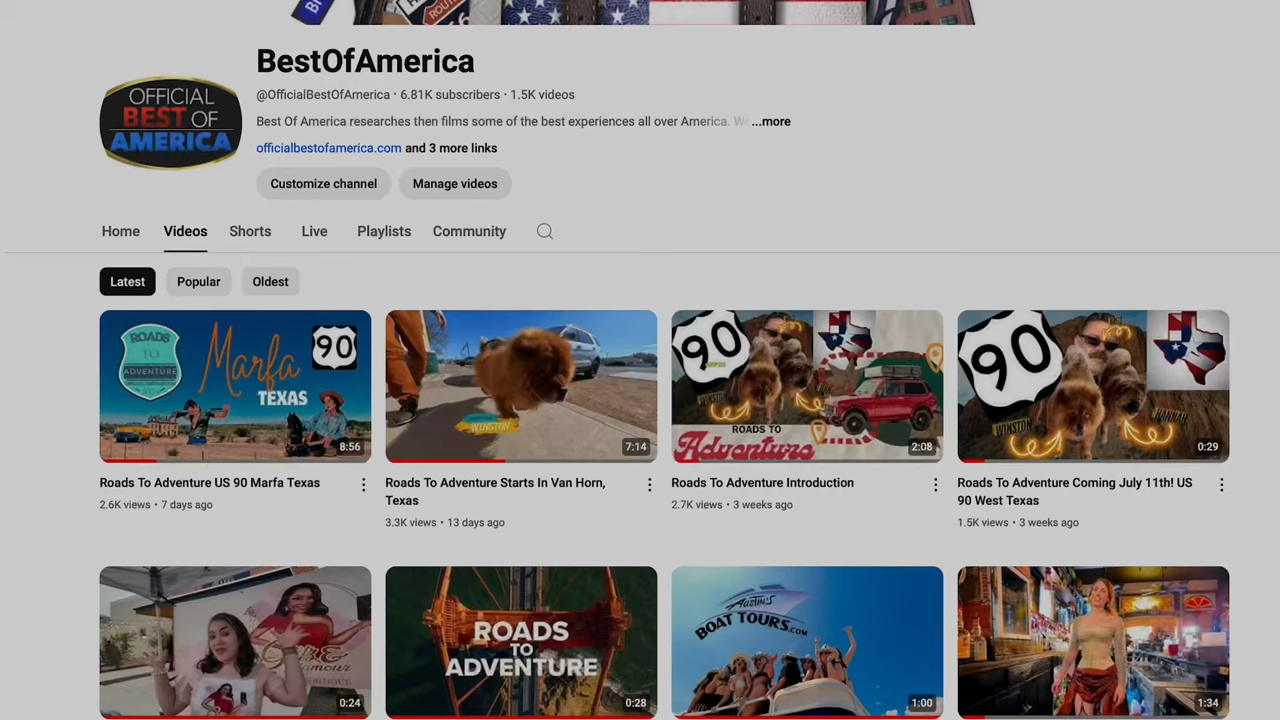 ROUTE
BestOfAmerica
OFFICIAL
BEST OF
AMERICA
@OfficialBestOfAmerica · 6.81K subscribers · 1.5K videos
Best Of America researches then films some of the best experiences all over America. We ...more
officialbestofamerica.com and 3 more links
Customize channel Manage videos
Home Videos Shorts Live Playlists Community
Latest Popular Oldest
ROADS
TO
ADVENTURE
Marfa
TEXAS
90
8:56
WINSTON
7:14
90
WINSTON
ROADS TO
Adventure
2:08
90
WINSTON
HANNAH
0:29
Roads To Adventure US 90 Marfa Texas
2.6K views · 7 days ago
Roads To Adventure Starts In Van Horn,
Texas
3.3K views · 13 days ago
Roads To Adventure Introduction
2.7K views · 3 weeks ago
Roads To Adventure Coming July 11th! US
90 West Texas
1.5K views · 3 weeks ago
0:24
ROADS
TO
ADVENTURE
0:28
AUSTIN'S
BOAT TOURS.COM
1:00
1:34